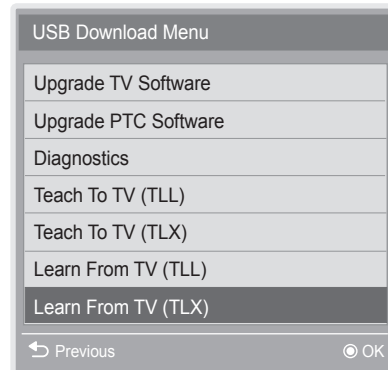 USB Download Menu
Upgrade TV Software
Upgrade PTC Software
Diagnostics
Teach To TV (TLL)
Teach To TV (TLX)
Learn From TV (TLL)
Learn From TV (TLX)
Previous OK